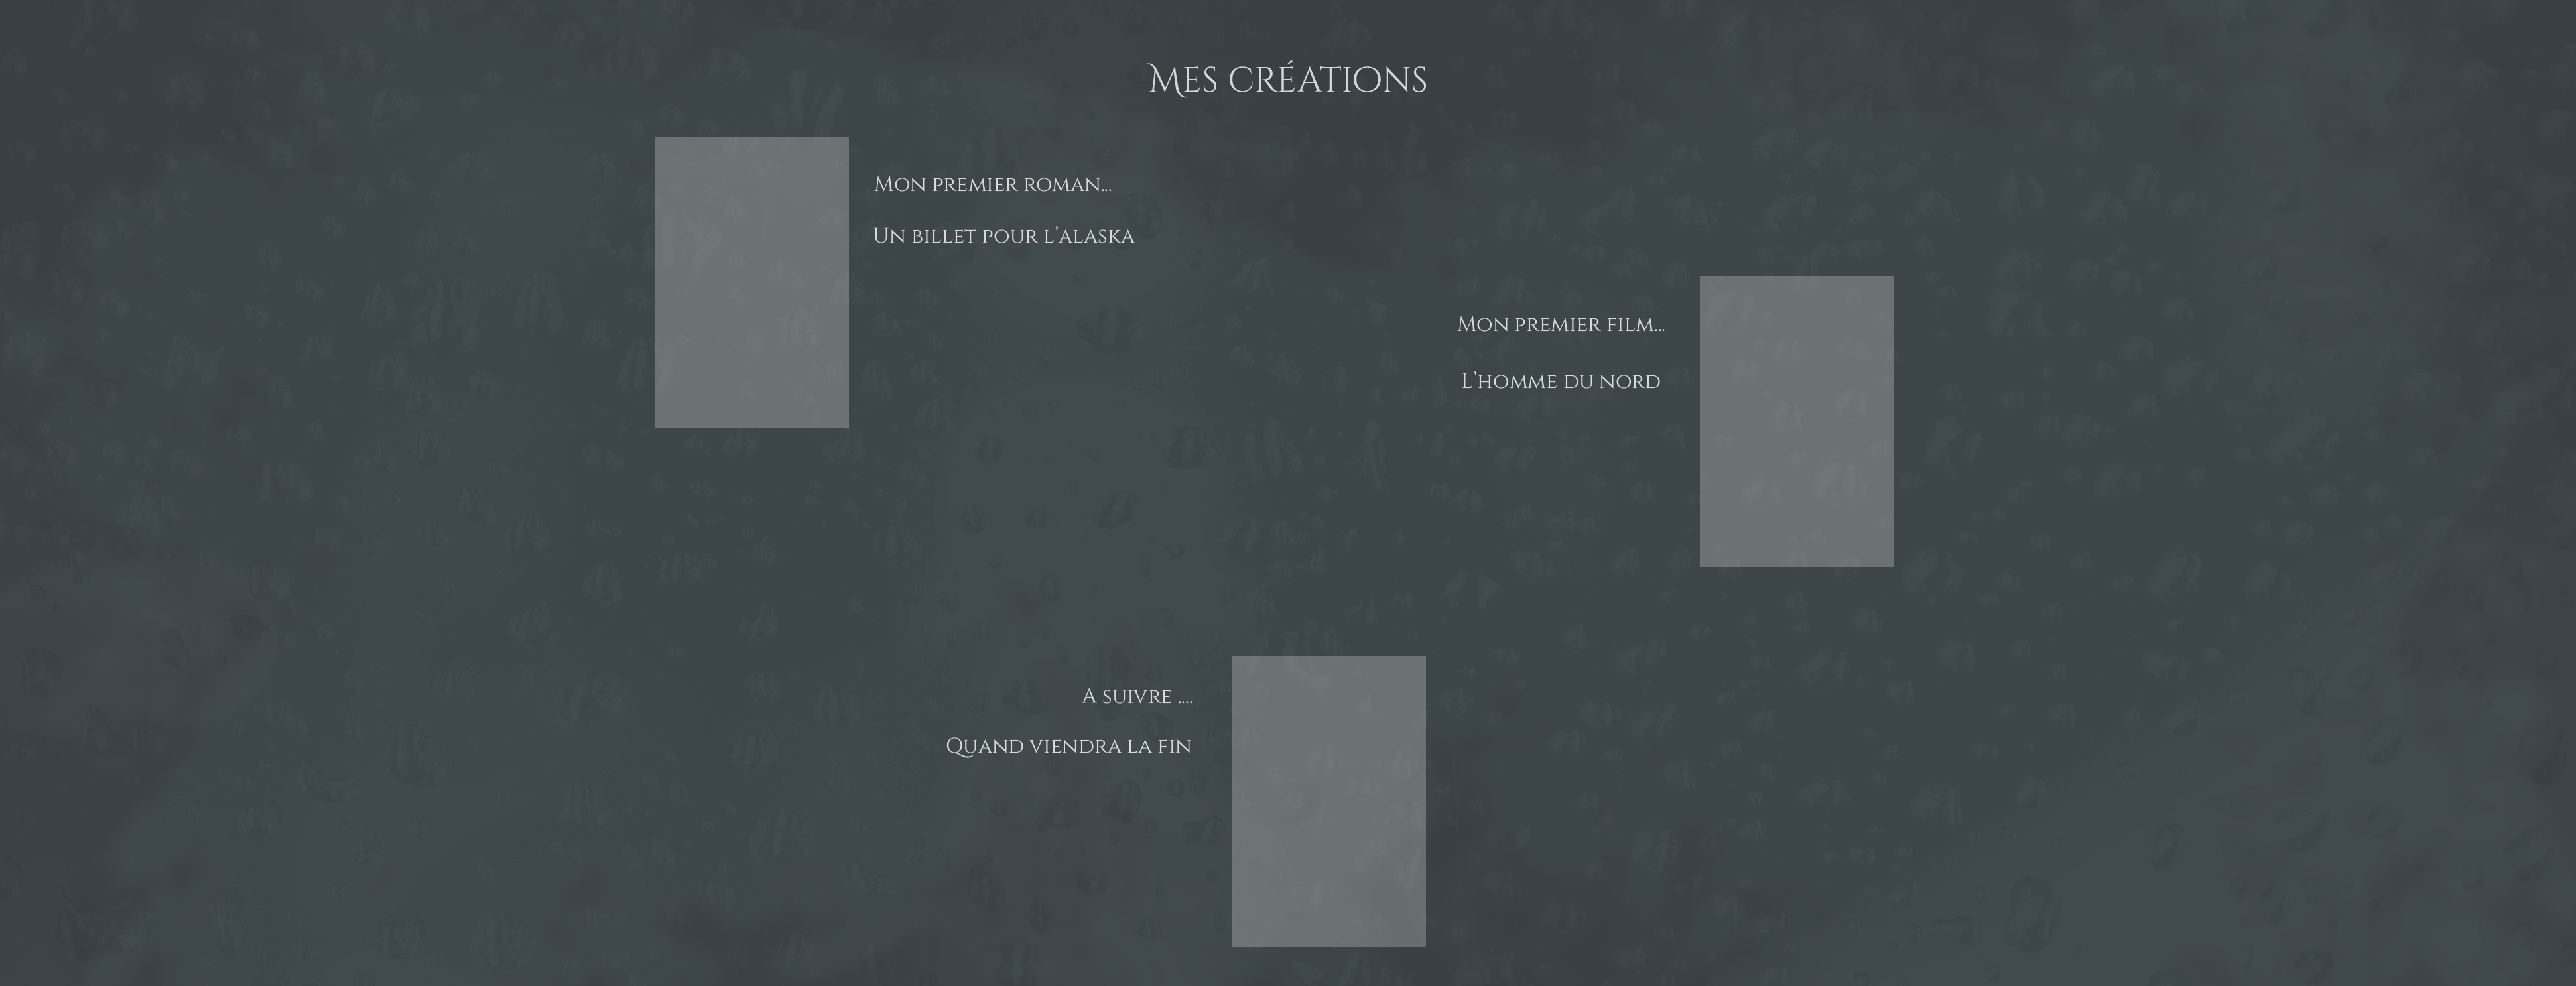 Mes créations
Mon premier roman...
Un billet pour l'alaska
Mon premier film...
L'homme du nord
A suivre ....
Quand viendra la fin